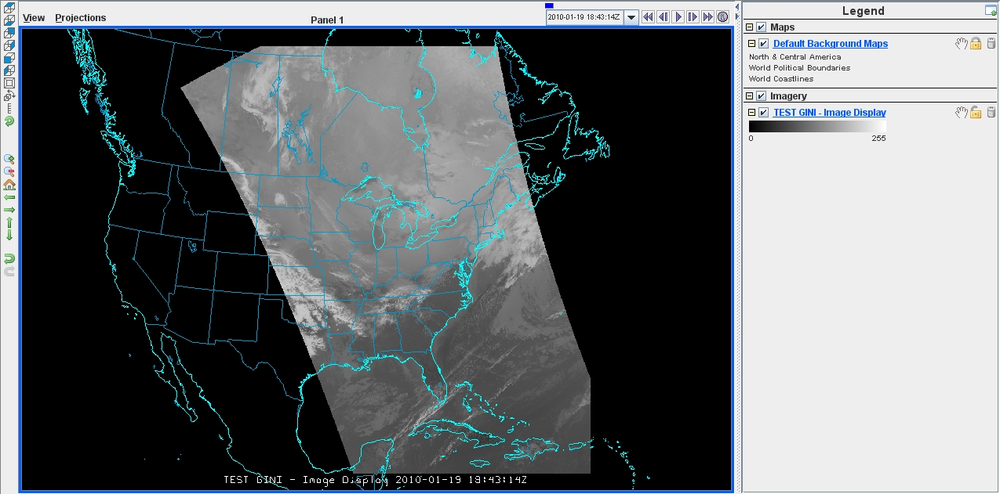 View Projections
Panel 1
2010-01-19 18:43:14Z
Legend
Maps
Default Background Maps
North & Central America
World Political Boundaries
World Coastlines
Imagery
TEST GINI - Image Display
0 255
TEST GINI - Image Display 2010-01-19 18:43:14Z